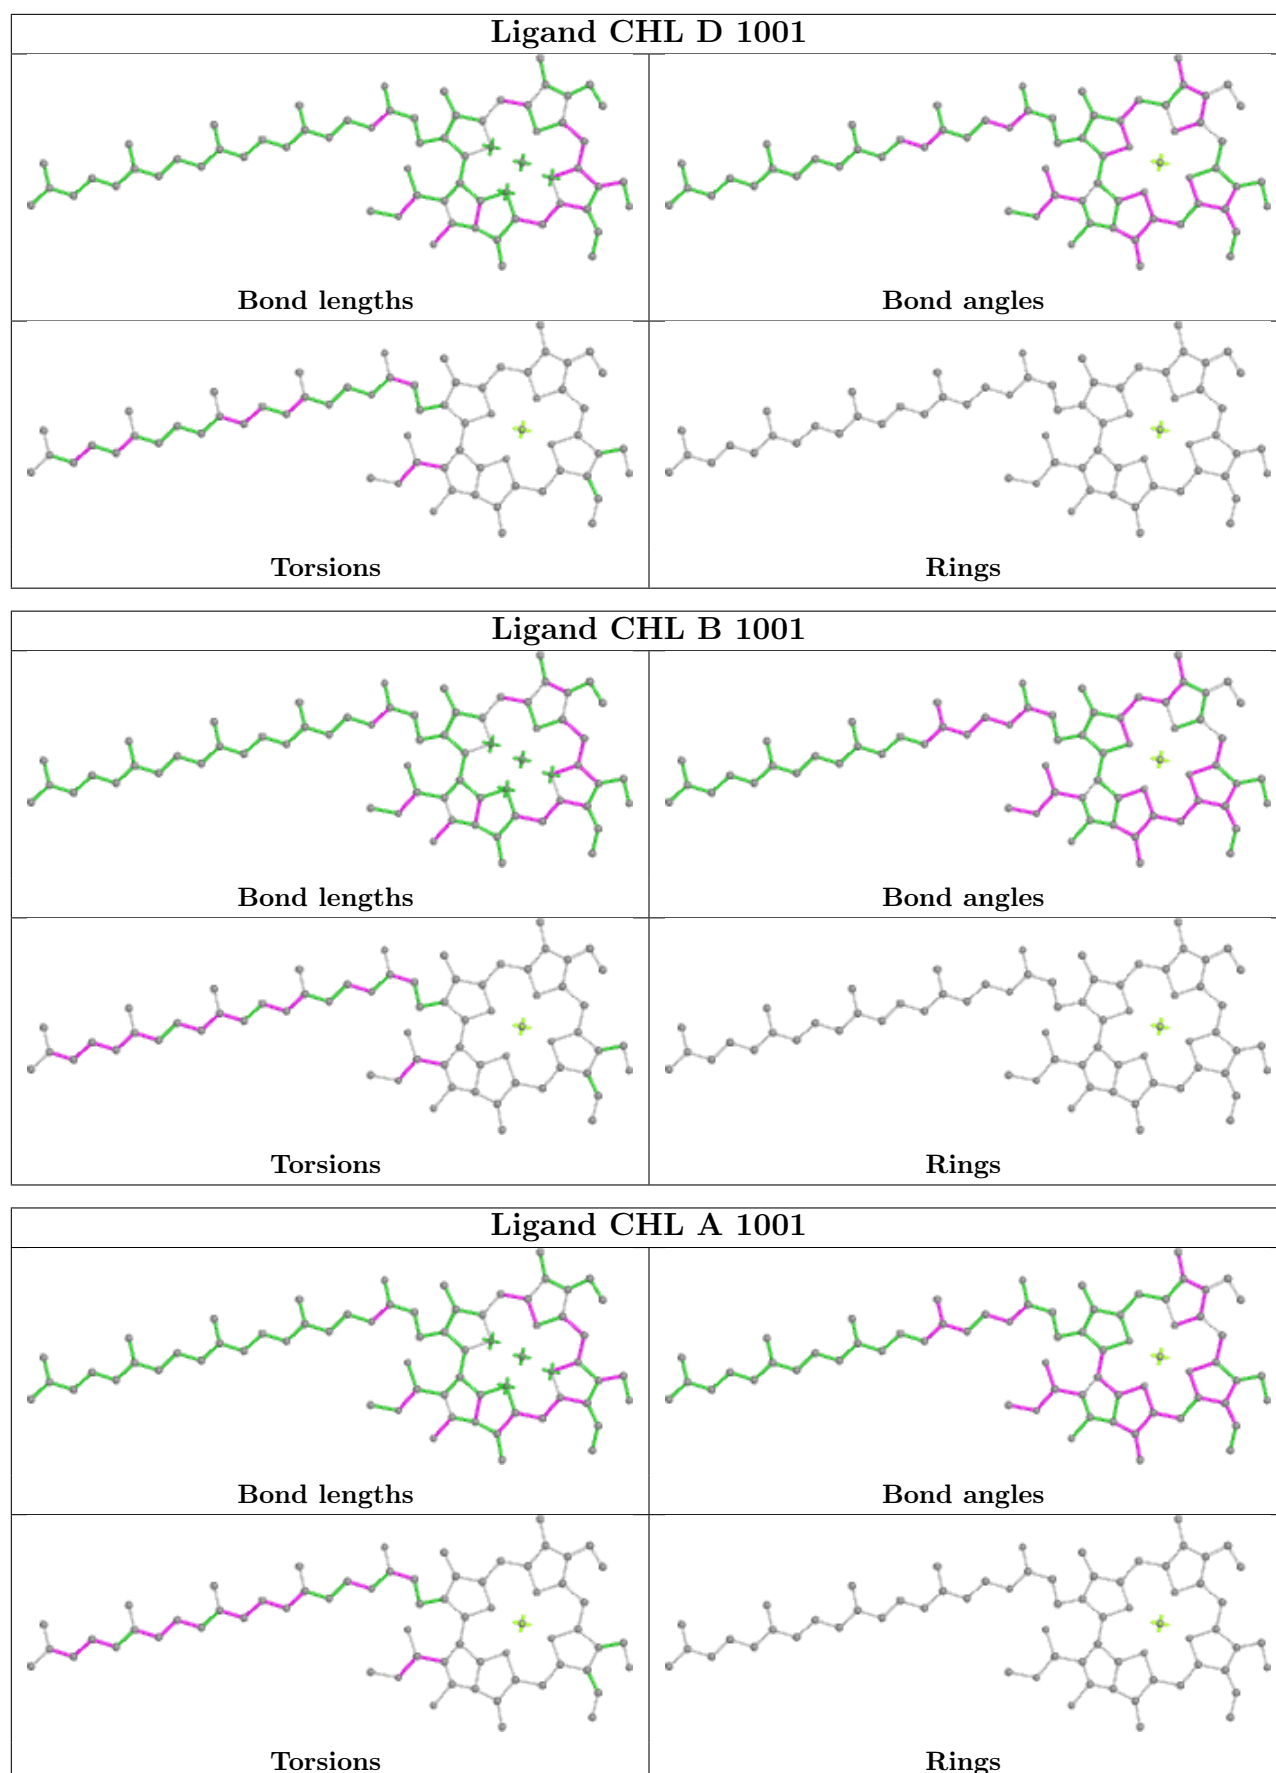 Ligand CHL D 1001
Bond lengths
Bond angles
Torsions
Rings
Ligand CHL B 1001
Bond lengths
Bond angles
Torsions
Rings
Ligand CHL A 1001
Bond lengths
Bond angles
Torsions
Rings